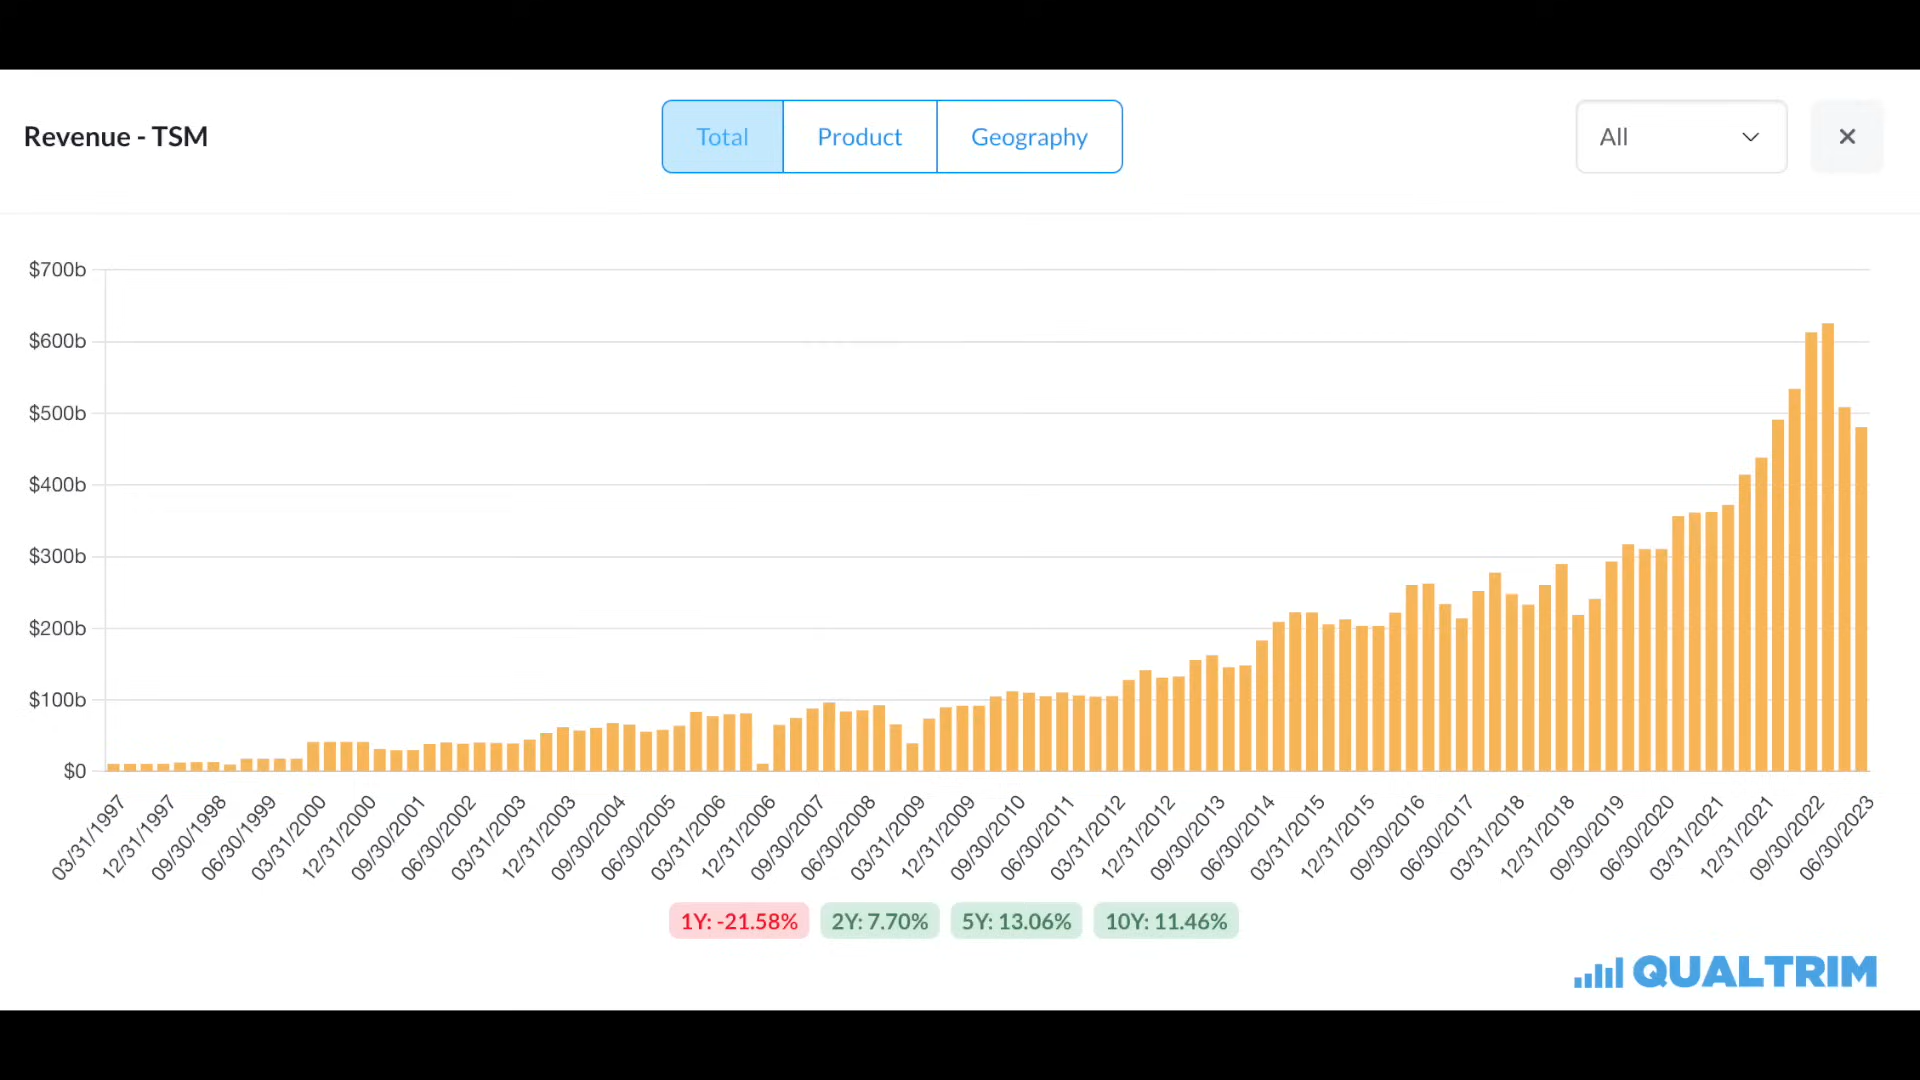 Revenue - TSM
Total
Product
Geography
All
$700b
$600b
$500b
$400b
$300b
$200b
$100b
$0
03/31/1997
12/31/1997
09/30/1998
06/30/1999
03/31/2000
12/31/2000
09/30/2001
06/30/2002
03/31/2003
12/31/2003
09/30/2004
06/30/2005
03/31/2006
12/31/2006
09/30/2007
06/30/2008
03/31/2009
12/31/2009
09/30/2010
06/30/2011
03/31/2012
12/31/2012
09/30/2013
06/30/2014
03/31/2015
12/31/2015
09/30/2016
06/30/2017
03/31/2018
12/31/2018
09/30/2019
06/30/2020
03/31/2021
12/31/2021
09/30/2022
06/30/2023
1Y: -21.58%
2Y: 7.70%
5Y: 13.06%
10Y: 11.46%
QUALTRIM